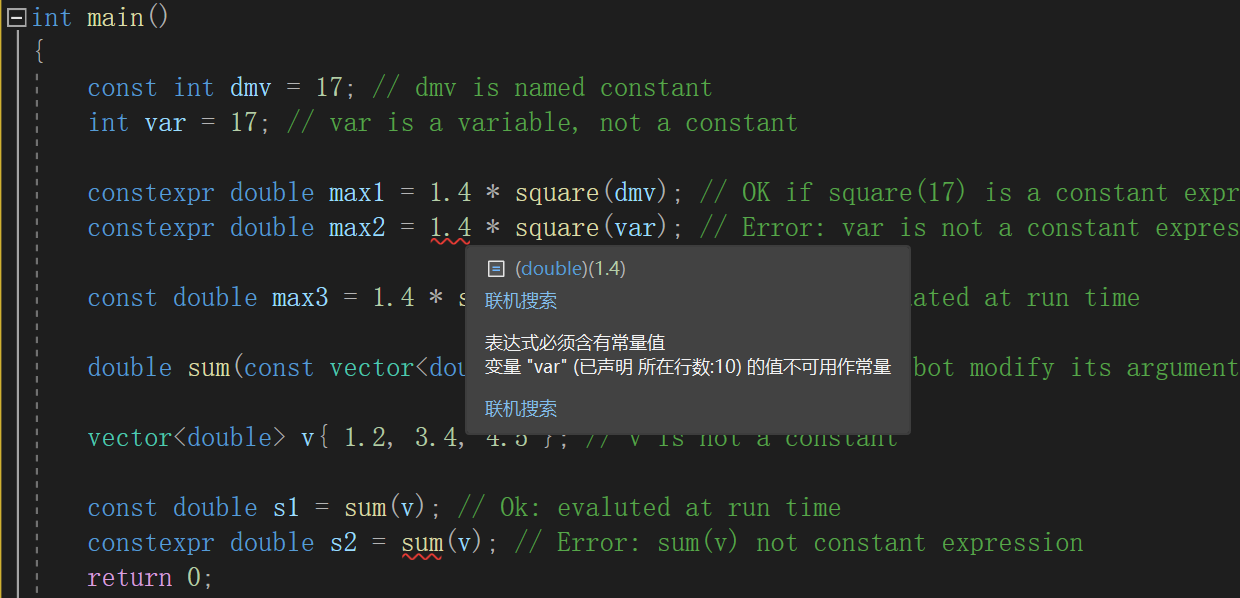 int main()
{
const int dmv = 17; // dmv is named constant
int var = 17; // var is a variable, not a constant
constexpr double max1 = 1.4 * square(dmv); // OK if square(17) is a constant expr
constexpr double max2 = 1.4 * square(var); // Error: var is not a constant expres
(double)(1.4)
联机搜索
表达式必须含有常量值
变量 "var" (已声明 所在行数:10) 的值不可用作常量
联机搜索
const double max3 = 1.4 * at run time
double sum(const vector<dou bot modify its argument
vector<double> v{ 1.2, 3.4, 4.5 }; // v is not a constant
const double s1 = sum(v); // Ok: evaluted at run time
constexpr double s2 = sum(v); // Error: sum(v) not constant expression
return 0;